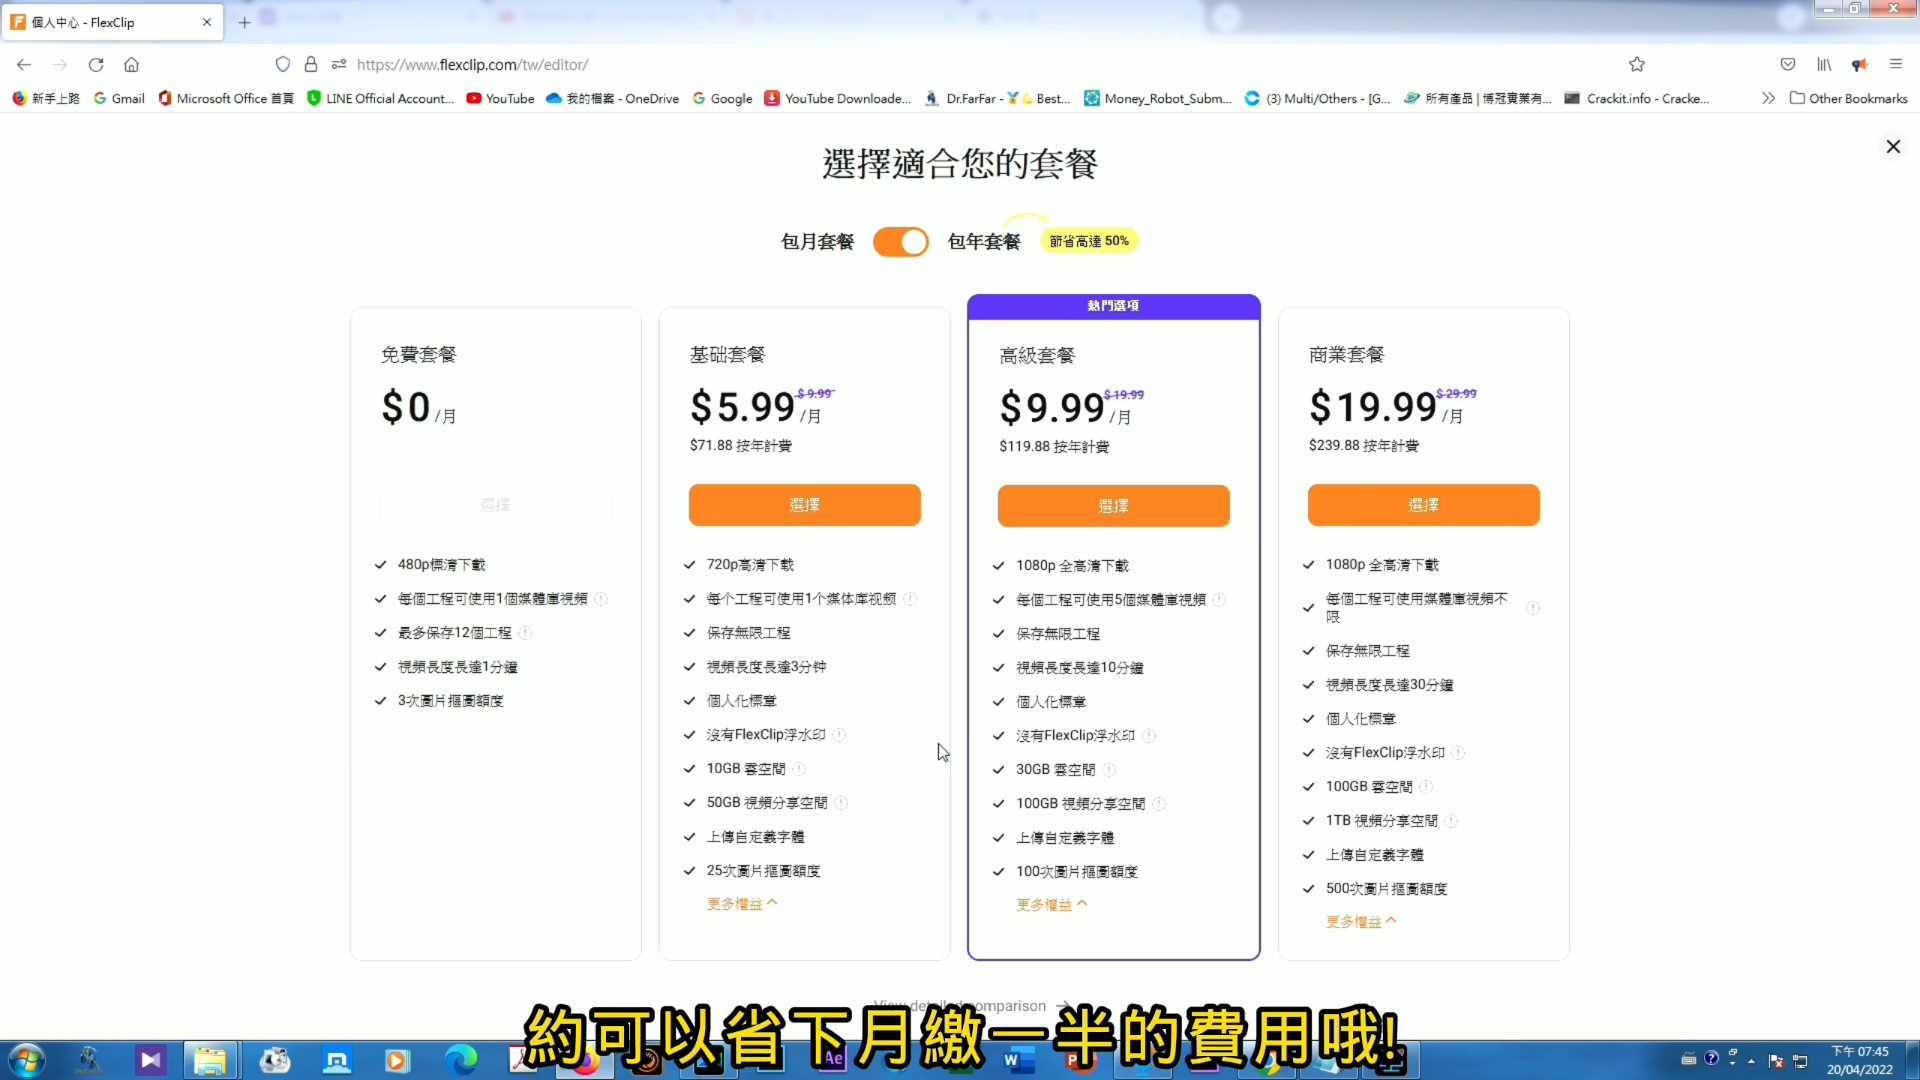 個人中心 - FlexClip
https://www.flexclip.com/tw/editor/
新手上路 Gmail Microsoft Office 首頁 LINE Official Account... YouTube 我的檔案 - OneDrive Google YouTube Downloade... Dr.FarFar - Best... Money_Robot_Subm... (3) Multi/Others - [G... 所有產品 | 博冠實業有... Crackit.info - Cracke... Other Bookmarks
選擇適合您的套餐
包月套餐 包年套餐 節省高達 50%
免費套餐
$0 /月
選擇
480p標清下載
每個工程可使用1個媒體庫視頻
最多保存12個工程
視頻長度長達1分鐘
3次圖片摳圖額度
基础套餐
$5.99 $9.99 /月
$71.88 按年計費
選擇
720p高清下載
每个工程可使用1个媒体库视频
保存無限工程
視頻長度長達3分钟
個人化標章
沒有FlexClip浮水印
10GB 雲空間
50GB 視頻分享空間
上傳自定義字體
25次圖片摳圖額度
更多權益
熱門選項
高級套餐
$9.99 $19.99 /月
$119.88 按年計費
選擇
1080p 全高清下載
每個工程可使用5個媒體庫視頻
保存無限工程
視頻長度長達10分鐘
個人化標章
沒有FlexClip浮水印
30GB 雲空間
100GB 視頻分享空間
上傳自定義字體
100次圖片摳圖額度
更多權益
商業套餐
$19.99 $29.99 /月
$239.88 按年計費
選擇
1080p 全高清下載
每個工程可使用媒體庫視頻不
限
保存無限工程
視頻長度長達30分鐘
個人化標章
沒有FlexClip浮水印
100GB 雲空間
1TB 視頻分享空間
上傳自定義字體
500次圖片摳圖額度
更多權益
View detailed comparison
約可以省下月繳一半的費用哦!
下午 07:45
20/04/2022